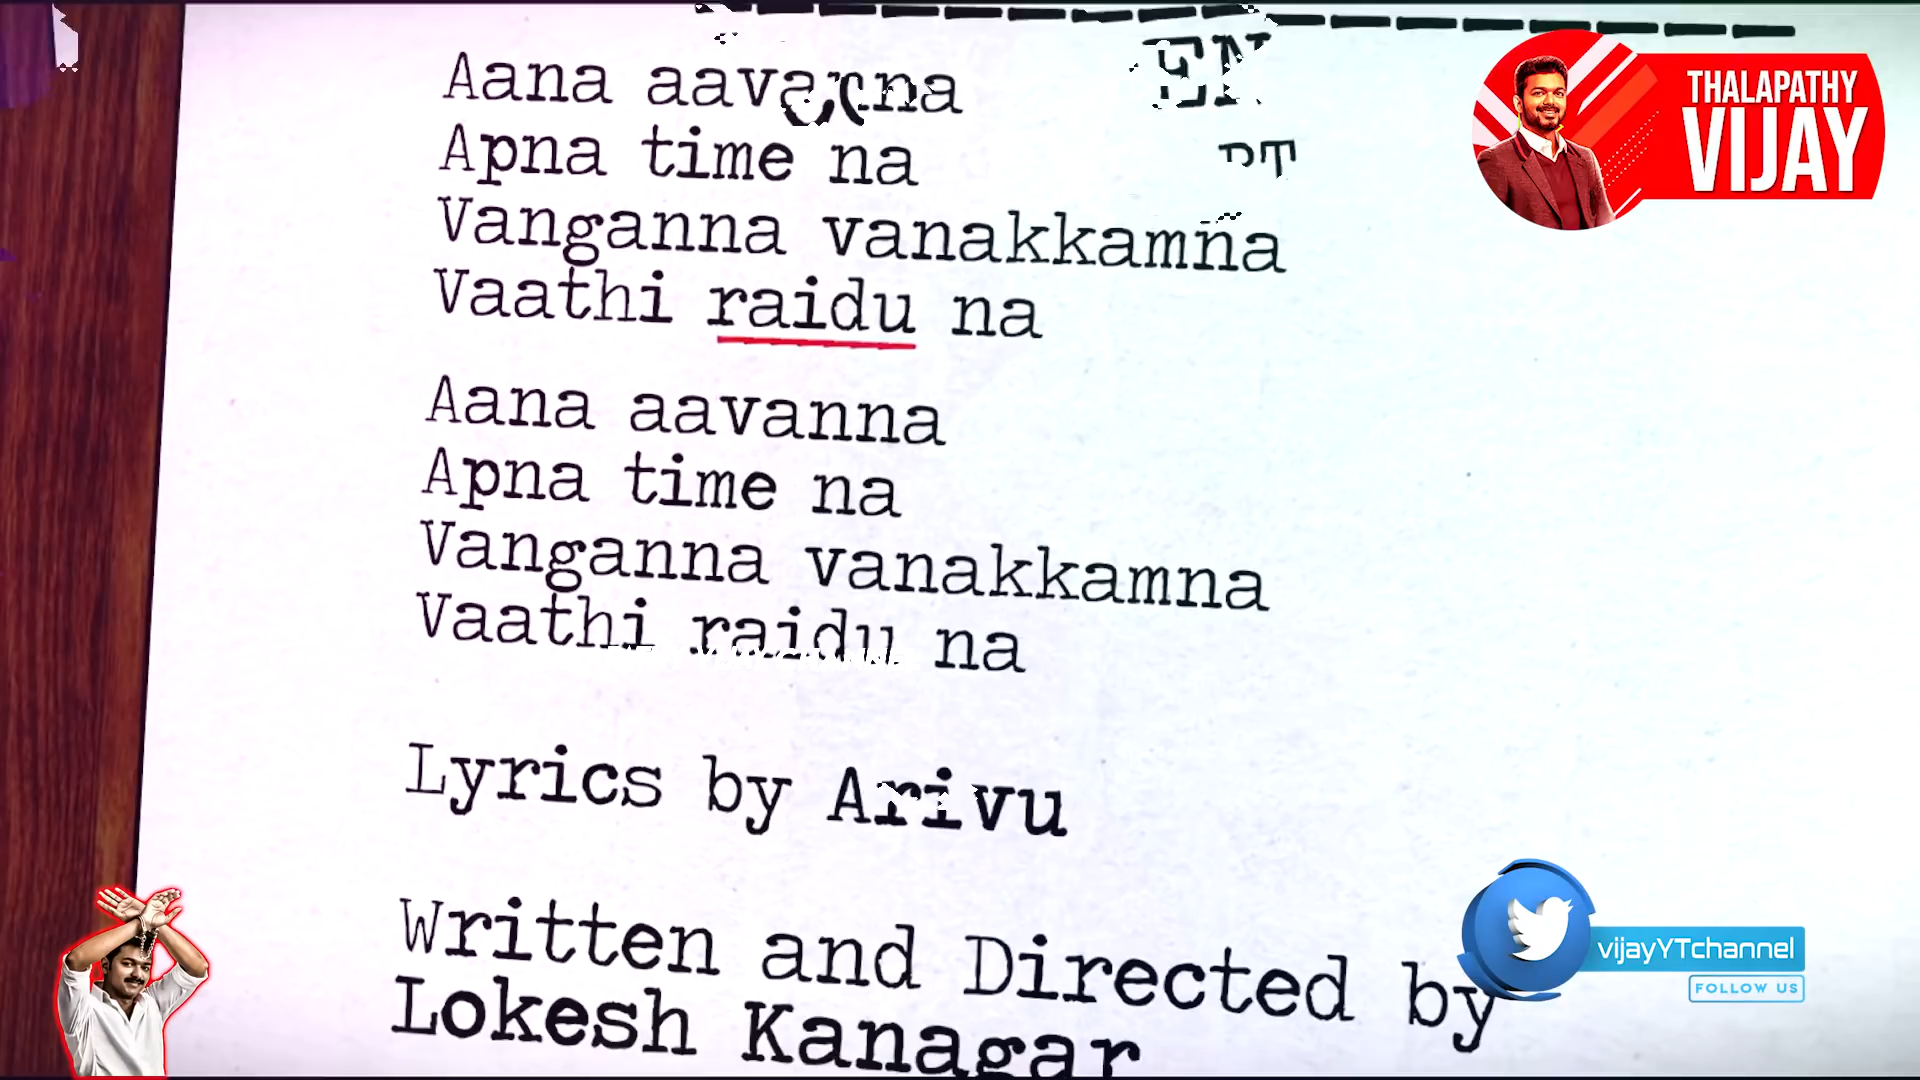 Aana aavanna
Apna time na
Vanganna vanakkamna
Vaathi raidu na
Aana aavanna
Apna time na
Vanganna vanakkamna
Vaathi raidu na
Lyrics by Arivu
Written and Directed by
Lokesh Kanagar
THALAPATHY
VIJAY
vijayYTchannel
FOLLOW US